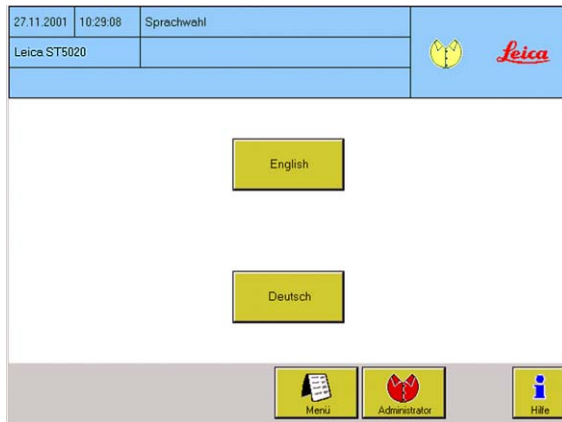 27.11.2001 10:29:08 Sprachwahl
Leica ST5020
Leica
English
Deutsch
Menü Administrator Hilfe